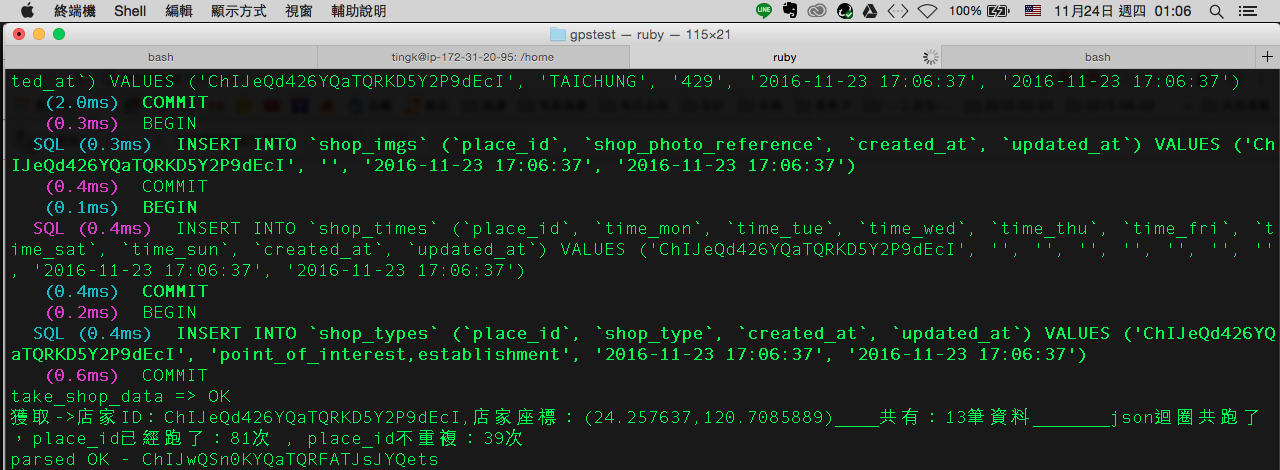 終端機 Shell 編輯 顯示方式 視窗 輔助說明 100% 11月24日 週四 01:06
gpstest — ruby — 115×21
bash tingk@ip-172-31-20-95: /home ruby bash
ted_at`) VALUES ('ChIJeQd426YQaTQRKD5Y2P9dEcI', 'TAICHUNG', '429', '2016-11-23 17:06:37', '2016-11-23 17:06:37')
(2.0ms) COMMIT
(0.3ms) BEGIN
SQL (0.3ms) INSERT INTO `shop_imgs` (`place_id`, `shop_photo_reference`, `created_at`, `updated_at`) VALUES ('Ch
IJeQd426YQaTQRKD5Y2P9dEcI', '', '2016-11-23 17:06:37', '2016-11-23 17:06:37')
(0.4ms) COMMIT
(0.1ms) BEGIN
SQL (0.4ms) INSERT INTO `shop_times` (`place_id`, `time_mon`, `time_tue`, `time_wed`, `time_thu`, `time_fri`, `t
ime_sat`, `time_sun`, `created_at`, `updated_at`) VALUES ('ChIJeQd426YQaTQRKD5Y2P9dEcI', '', '', '', '', '', '', ''
, '2016-11-23 17:06:37', '2016-11-23 17:06:37')
(0.4ms) COMMIT
(0.2ms) BEGIN
SQL (0.4ms) INSERT INTO `shop_types` (`place_id`, `shop_type`, `created_at`, `updated_at`) VALUES ('ChIJeQd426YQ
aTQRKD5Y2P9dEcI', 'point_of_interest,establishment', '2016-11-23 17:06:37', '2016-11-23 17:06:37')
(0.6ms) COMMIT
take_shop_data => OK
獲取->店家ID：ChIJeQd426YQaTQRKD5Y2P9dEcI,店家座標：(24.257637,120.7085889)____共有：13筆資料_______json迴圈共跑了
，place_id已經跑了：81次 , place_id不重複：39次
parsed OK - ChIJwQSn0KYQaTQRFATJsJYQets